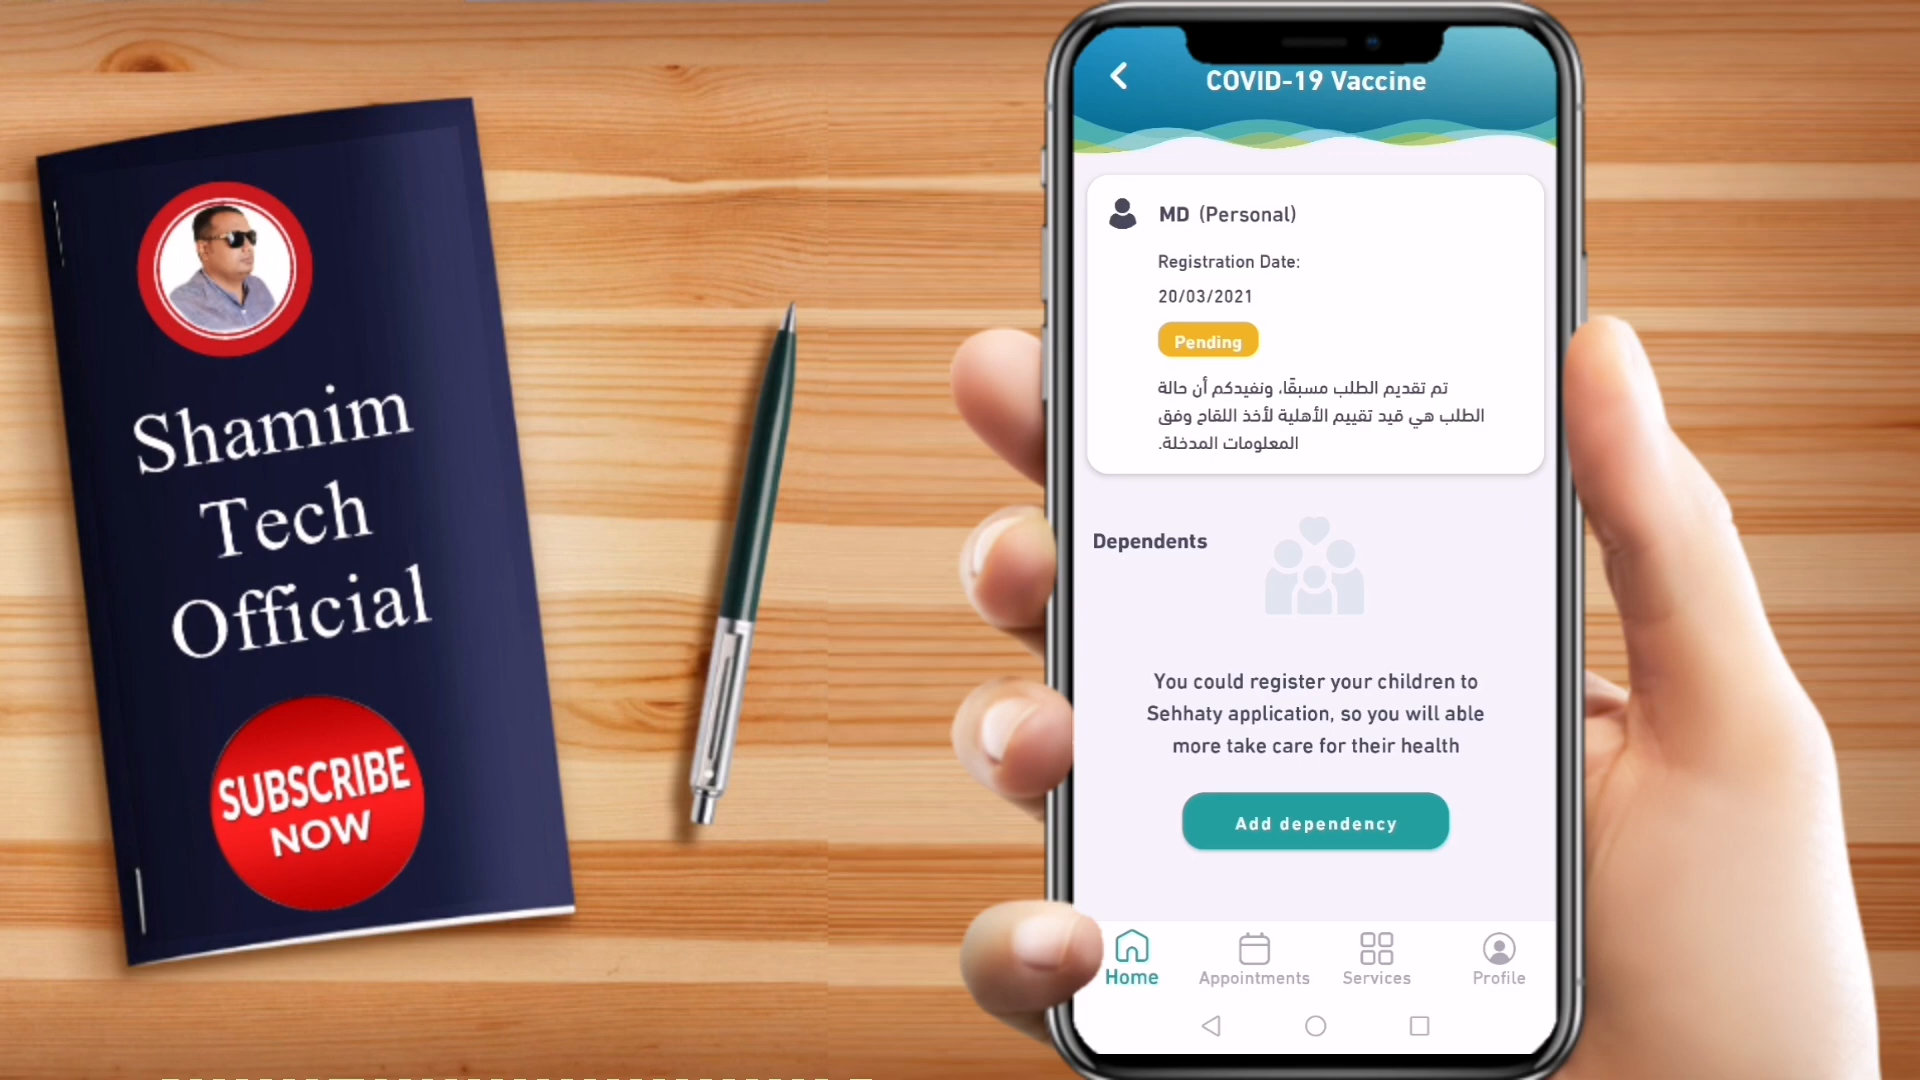 Shamim
Tech
Official
SUBSCRIBE
NOW
COVID-19 Vaccine
MD (Personal)
Registration Date:
20/03/2021
Pending
تم تقديم الطلب مسبقًا، ونفيدكم أن حالة
الطلب هي قيد تقييم الأهلية لأخذ اللقاح وفق
المعلومات المدخلة.
Dependents
You could register your children to
Sehhaty application, so you will able
more take care for their health
Add dependency
Home
Appointments
Services
Profile